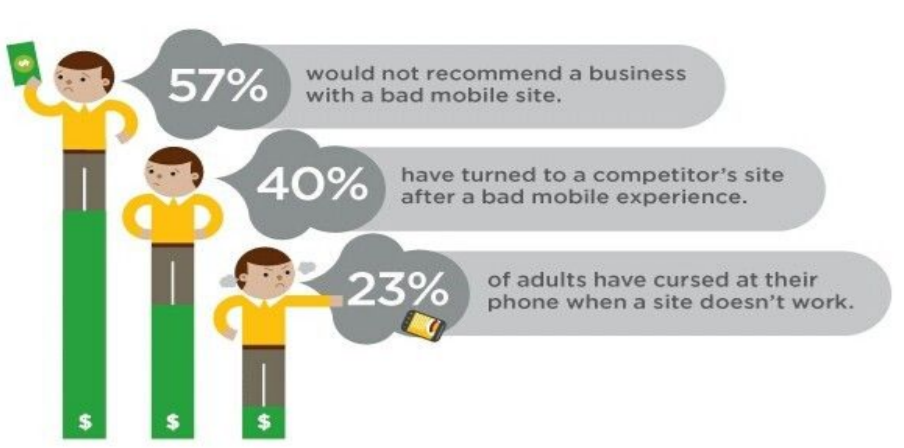 57%
would not recommend a business
with a bad mobile site.
40%
have turned to a competitor's site
after a bad mobile experience.
23%
of adults have cursed at their
phone when a site doesn't work.
$ $ $